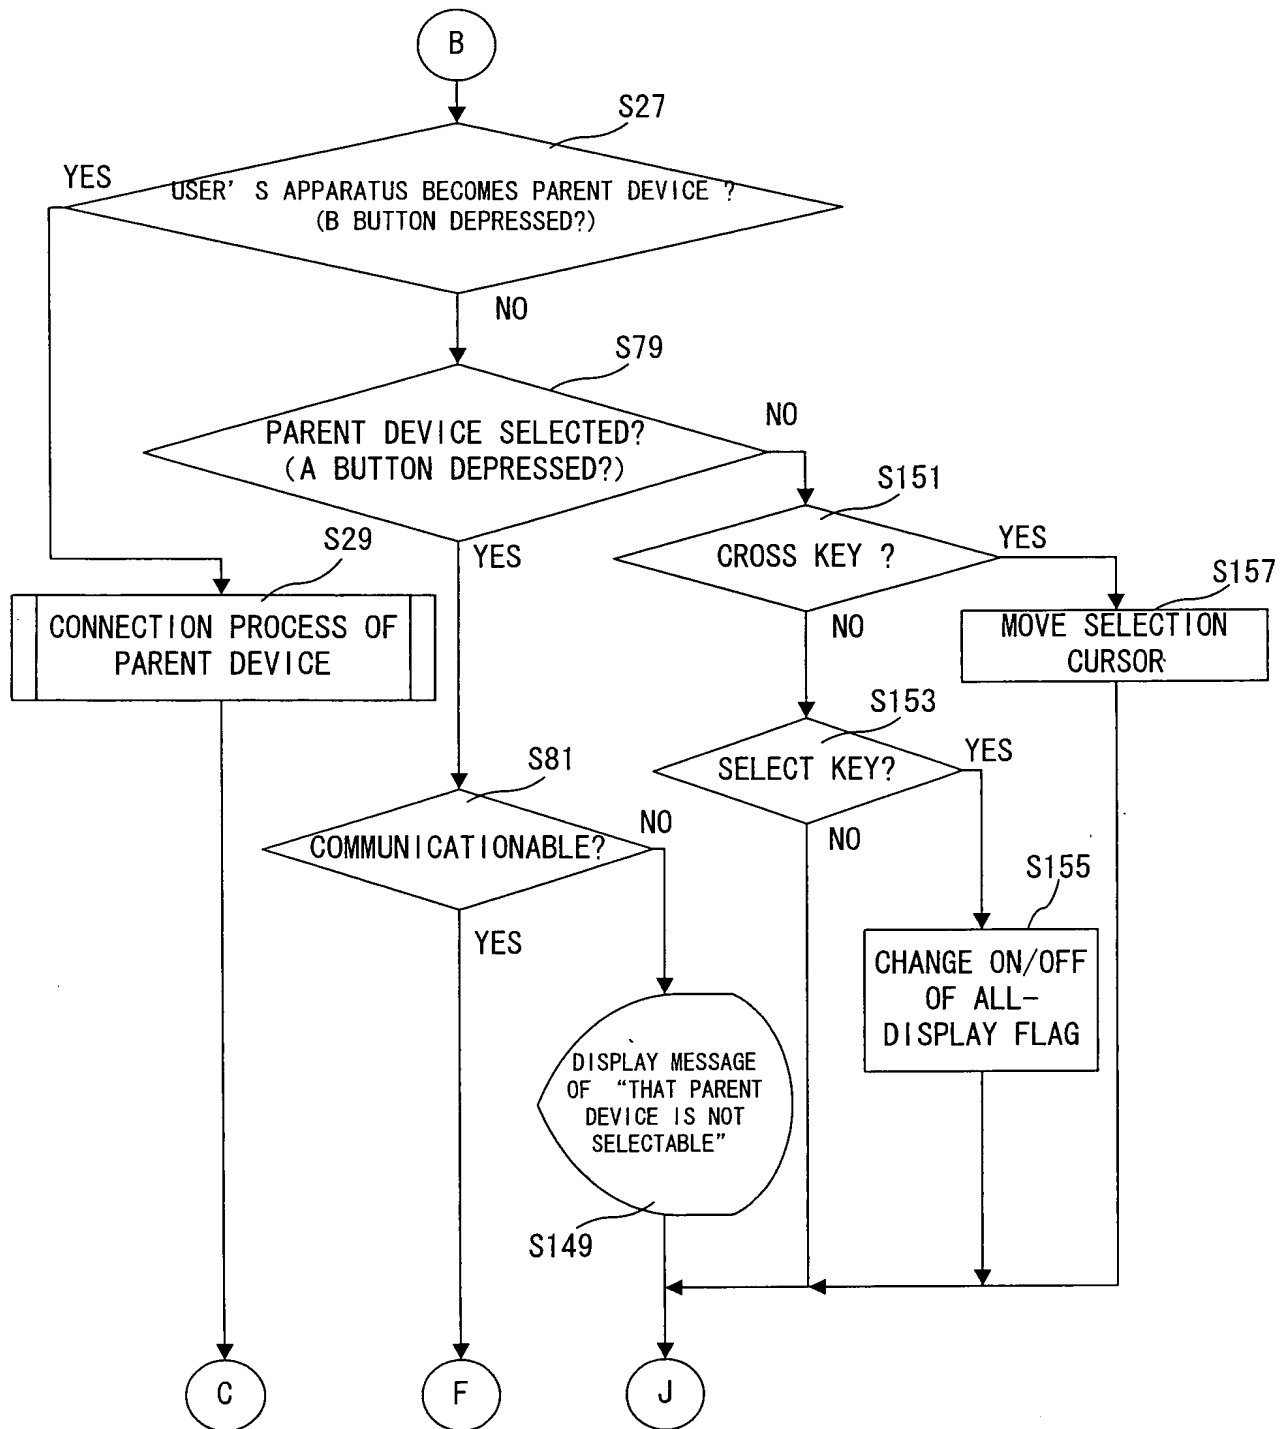 B
S27
YES
USER' S APPARATUS BECOMES PARENT DEVICE ?
(B BUTTON DEPRESSED?)
NO
S79
NO
PARENT DEVICE SELECTED?
(A BUTTON DEPRESSED?)
S151
YES
CROSS KEY ?
YES
S29
S157
CONNECTION PROCESS OF
PARENT DEVICE
NO
MOVE SELECTION
CURSOR
S153
YES
SELECT KEY?
S81
NO
COMMUNICATIONABLE?
NO
S155
YES
CHANGE ON/OFF
OF ALL-
DISPLAY FLAG
DISPLAY MESSAGE
OF "THAT PARENT
DEVICE IS NOT
SELECTABLE"
S149
C
F
J